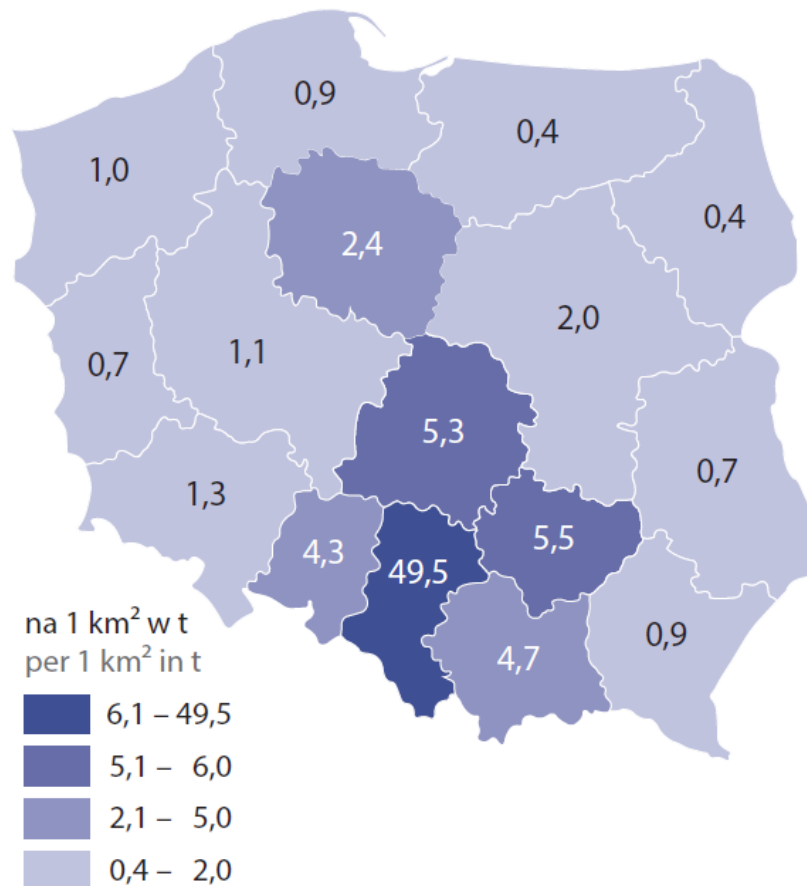 0,9
0,4
1,0
0,4
2,4
2,0
1,1
0,7
5,3
0,7
1,3
5,5
4,3
49,5
0,9
4,7
na 1 km² w t
per 1 km² in t
6,1 – 49,5
5,1 – 6,0
2,1 – 5,0
0,4 – 2,0